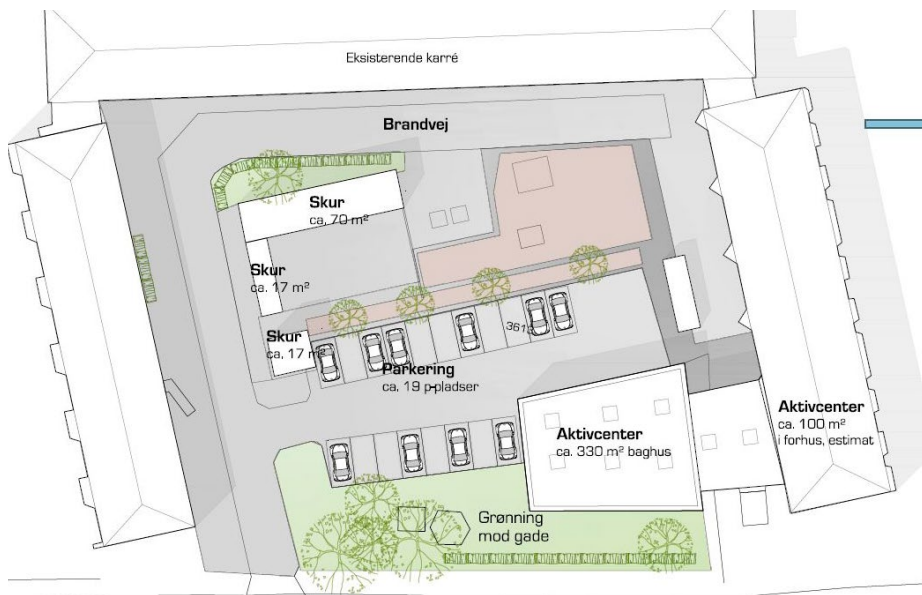 Eksisterende karré
Brandvej
Skur
ca. 70 m²
Skur
ca. 17 m²
Skur
ca. 17 m²
3613
Parkering
ca. 19 p-pladser
Aktivcenter
ca. 330 m² baghus
Aktivcenter
ca. 100 m²
i forhus, estimat
Grønning
mod gade